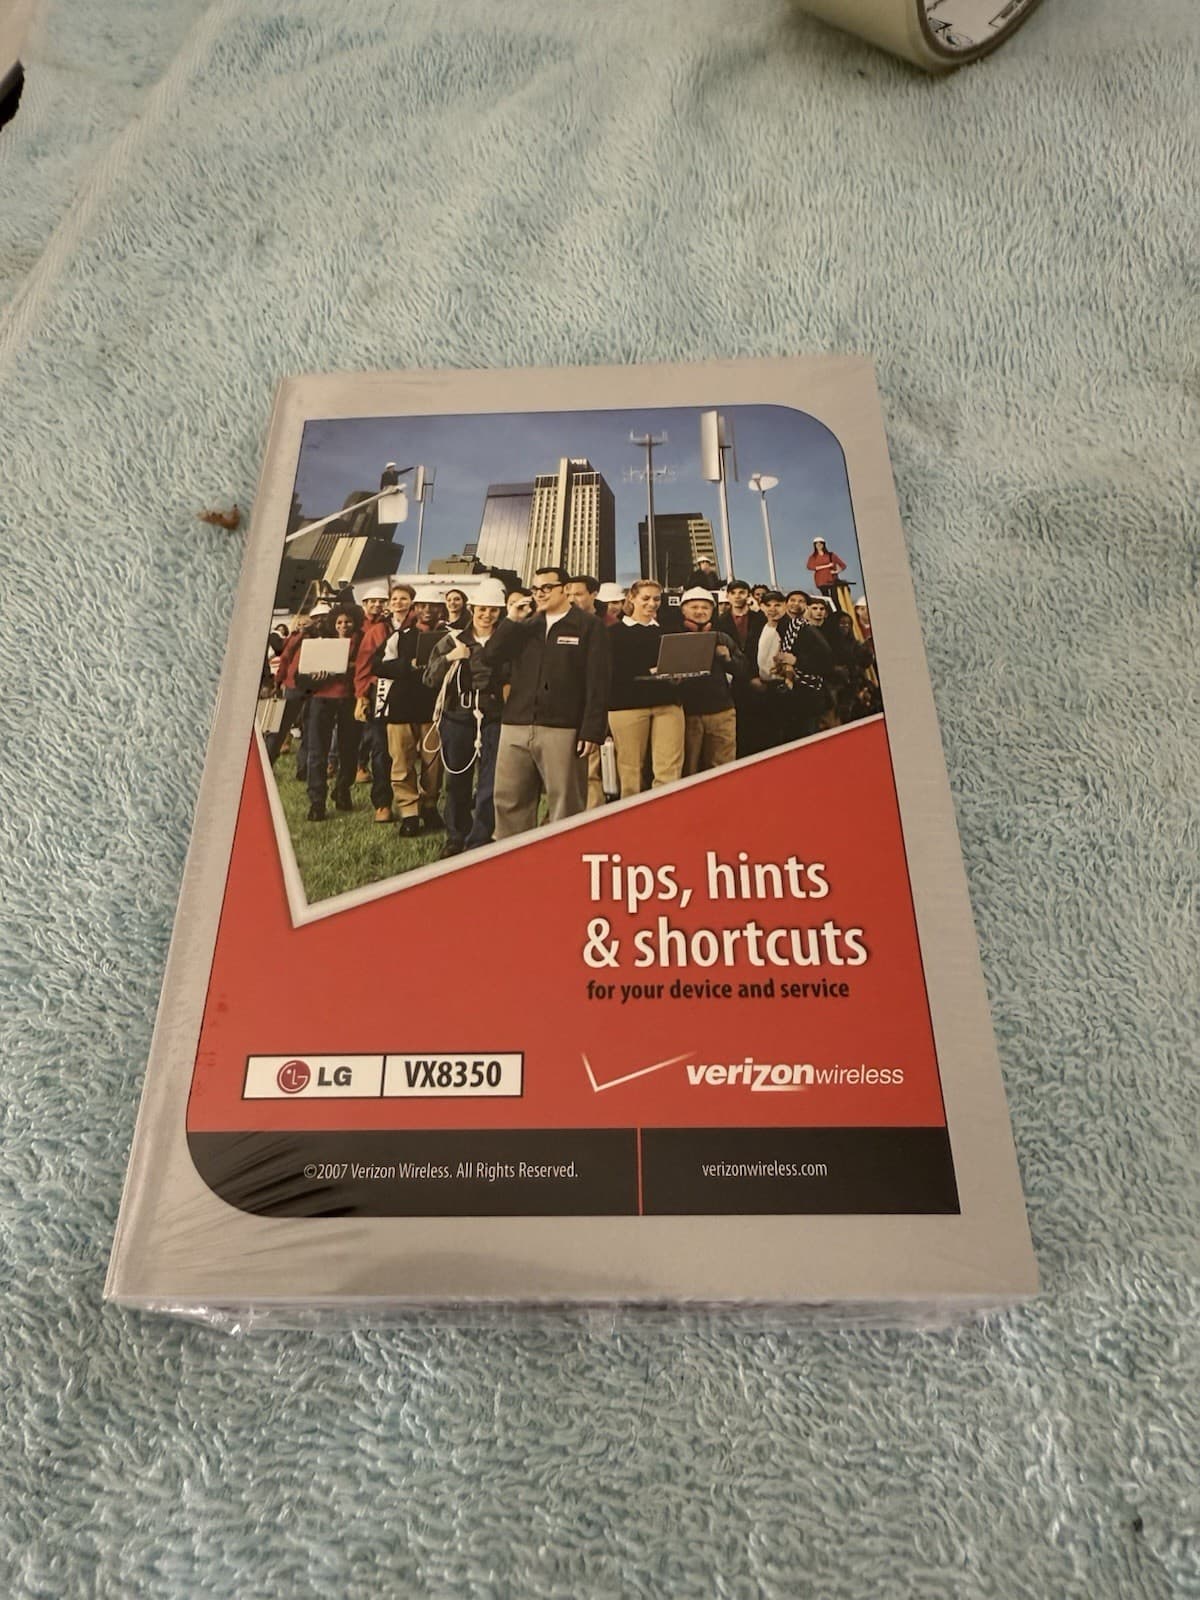 Tips, hints
& shortcuts
for your device and service
LG
VX8350
verizonwireless
©2007 Verizon Wireless. All Rights Reserved.
verizonwireless.com